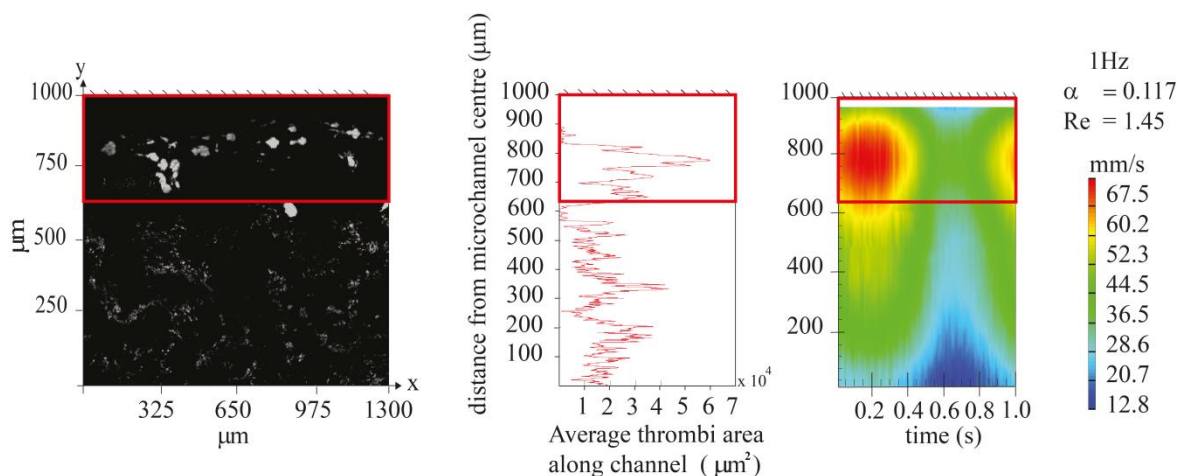 y
1000
750
500
250
μm
x
325 650 975 1300
μm
distance from microchannel centre (μm)
1000
900
800
700
600
500
400
300
200
100
x 10⁴
1 2 3 4 5 6 7
Average thrombi area
along channel ( μm²)
1000
800
600
400
200
0.2 0.4 0.6 0.8 1.0
time (s)
1Hz
α = 0.117
Re = 1.45
mm/s
67.5
60.2
52.3
44.5
36.5
28.6
20.7
12.8